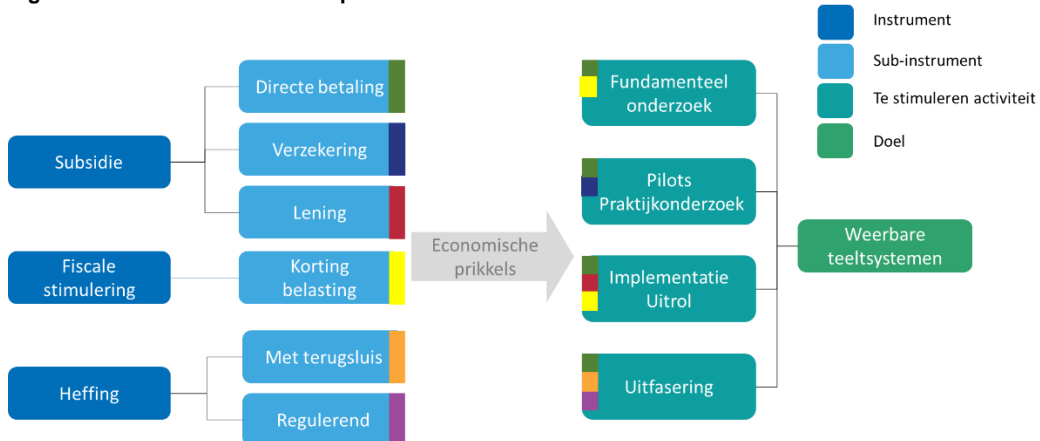 Instrument
Sub-instrument
Te stimuleren activiteit
Doel
Subsidie
Directe betaling
Verzekering
Lening
Fiscale
stimulering
Korting
belasting
Heffing
Met terugsluis
Regulerend
Economische
prikkels
Fundamenteel
onderzoek
Pilots
Praktijkonderzoek
Implementatie
Uitrol
Uitfasering
Weerbare
teeltsystemen